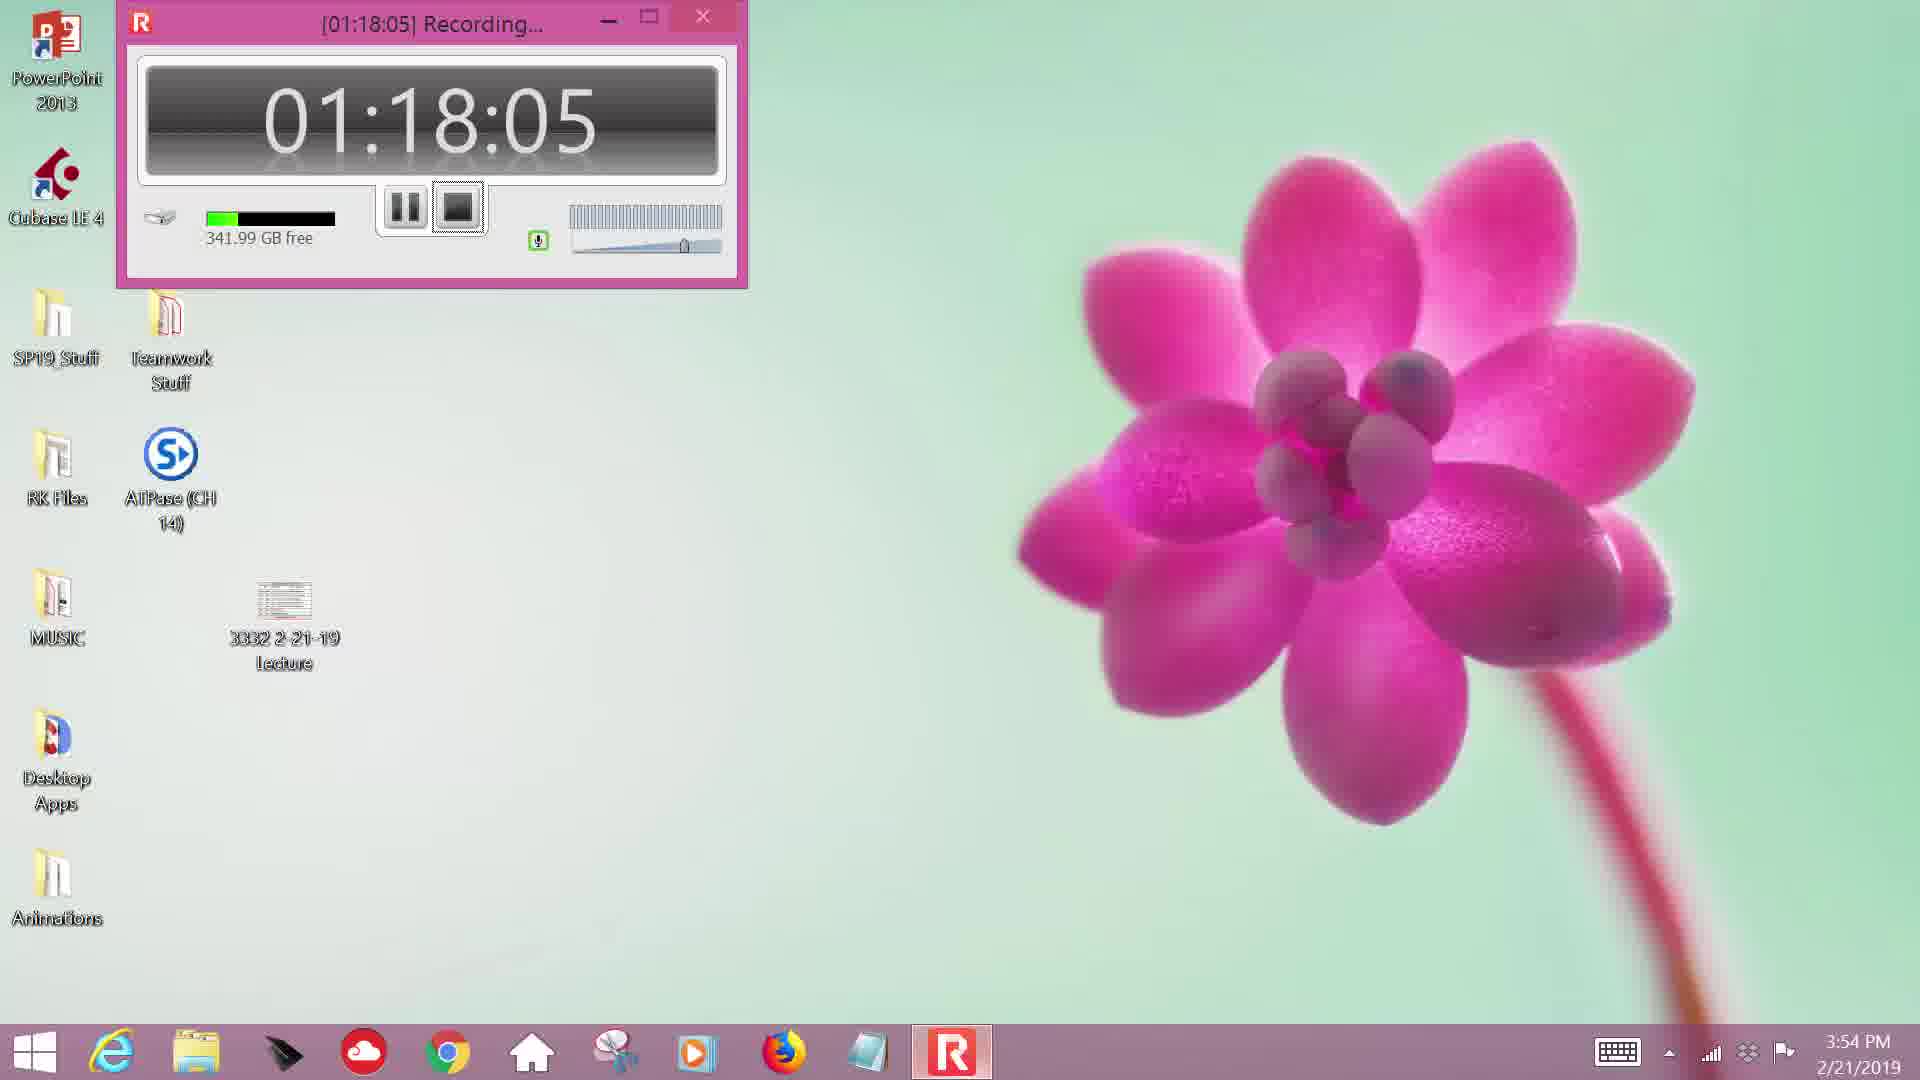 [01:18:05] Recording...
01:18:05
341.99 GB free
PowerPoint
2013
Cubase LE 4
SP19_Stuff
Teamwork
Stuff
RK Files
ATPase (CH
14)
MUSIC
3332 2-21-19
Lecture
Desktop
Apps
Animations
3:54 PM
2/21/2019